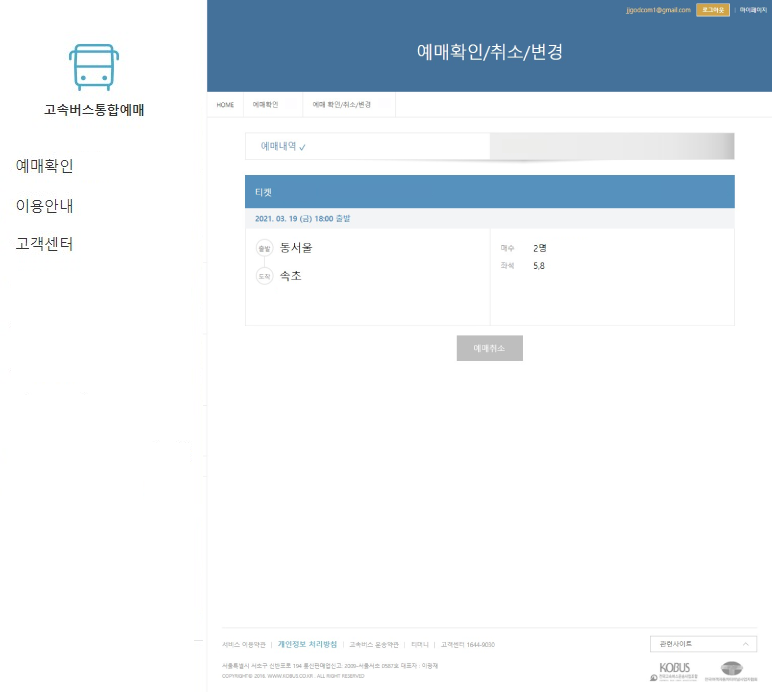 jjgodcom1@gmail.com 로그아웃 | 마이페이지
고속버스통합예매
예매확인
이용안내
고객센터
예매확인/취소/변경
HOME 예매확인 예매 확인/취소/변경
예매내역 ✓
티켓
2021. 03. 19 (금) 18:00 출발
출발 동서울
도착 속초
매수 2명
좌석 5,8
예매취소
서비스 이용약관 | 개인정보 처리방침 | 고속버스 운송약관 | 티머니 | 고객센터 1644-9030
관련사이트
서울특별시 서초구 신반포로 194 통신판매업신고: 2009-서울서초 0587호 대표자 :
COPYRIGHT© 2016. WWW.KOBUS.CO.KR . ALL RIGHT RESERVED
KOBUS